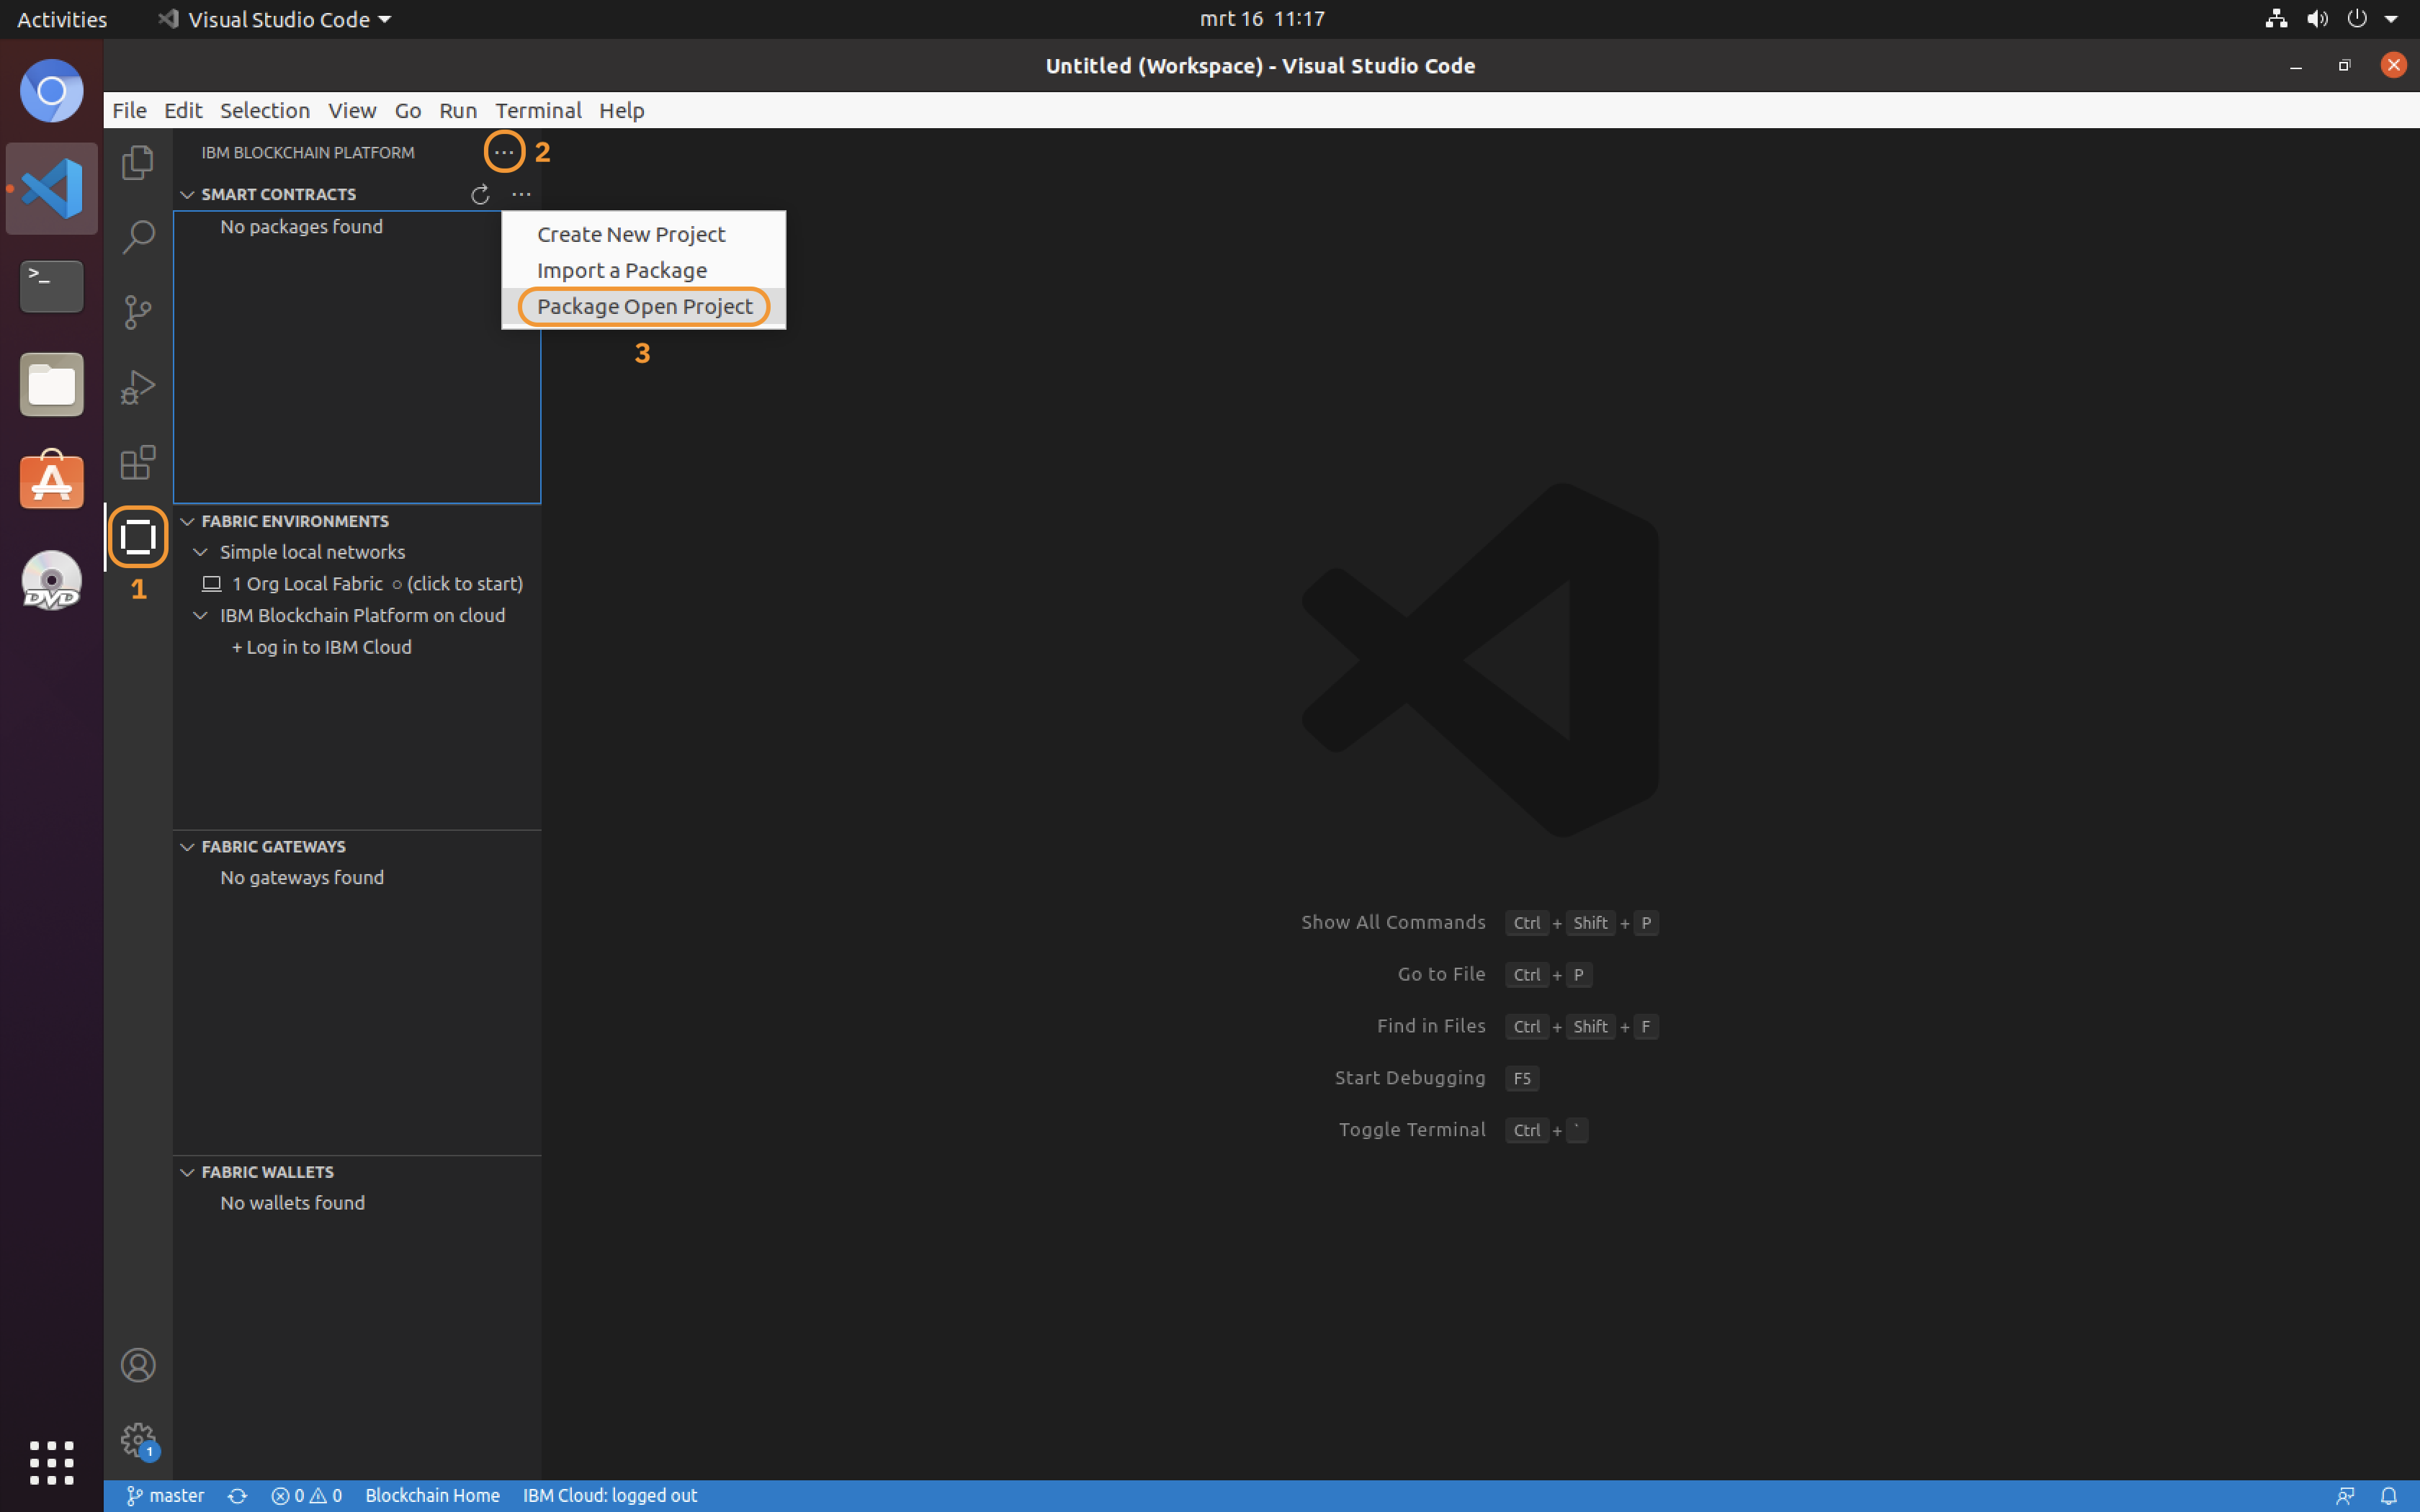 Activities
Visual Studio Code
mrt 16 11:17
Untitled (Workspace) - Visual Studio Code
File Edit Selection View Go Run Terminal Help
IBM BLOCKCHAIN PLATFORM
··· 2
SMART CONTRACTS ···
No packages found
Create New Project
Import a Package
Package Open Project
3
>_
1
FABRIC ENVIRONMENTS
Simple local networks
1 Org Local Fabric ○ (click to start)
IBM Blockchain Platform on cloud
+ Log in to IBM Cloud
DVD
FABRIC GATEWAYS
No gateways found
Show All Commands Ctrl + Shift + P
Go to File Ctrl + P
Find in Files Ctrl + Shift + F
Start Debugging F5
Toggle Terminal Ctrl + `
FABRIC WALLETS
No wallets found
1
master 0 0 Blockchain Home IBM Cloud: logged out